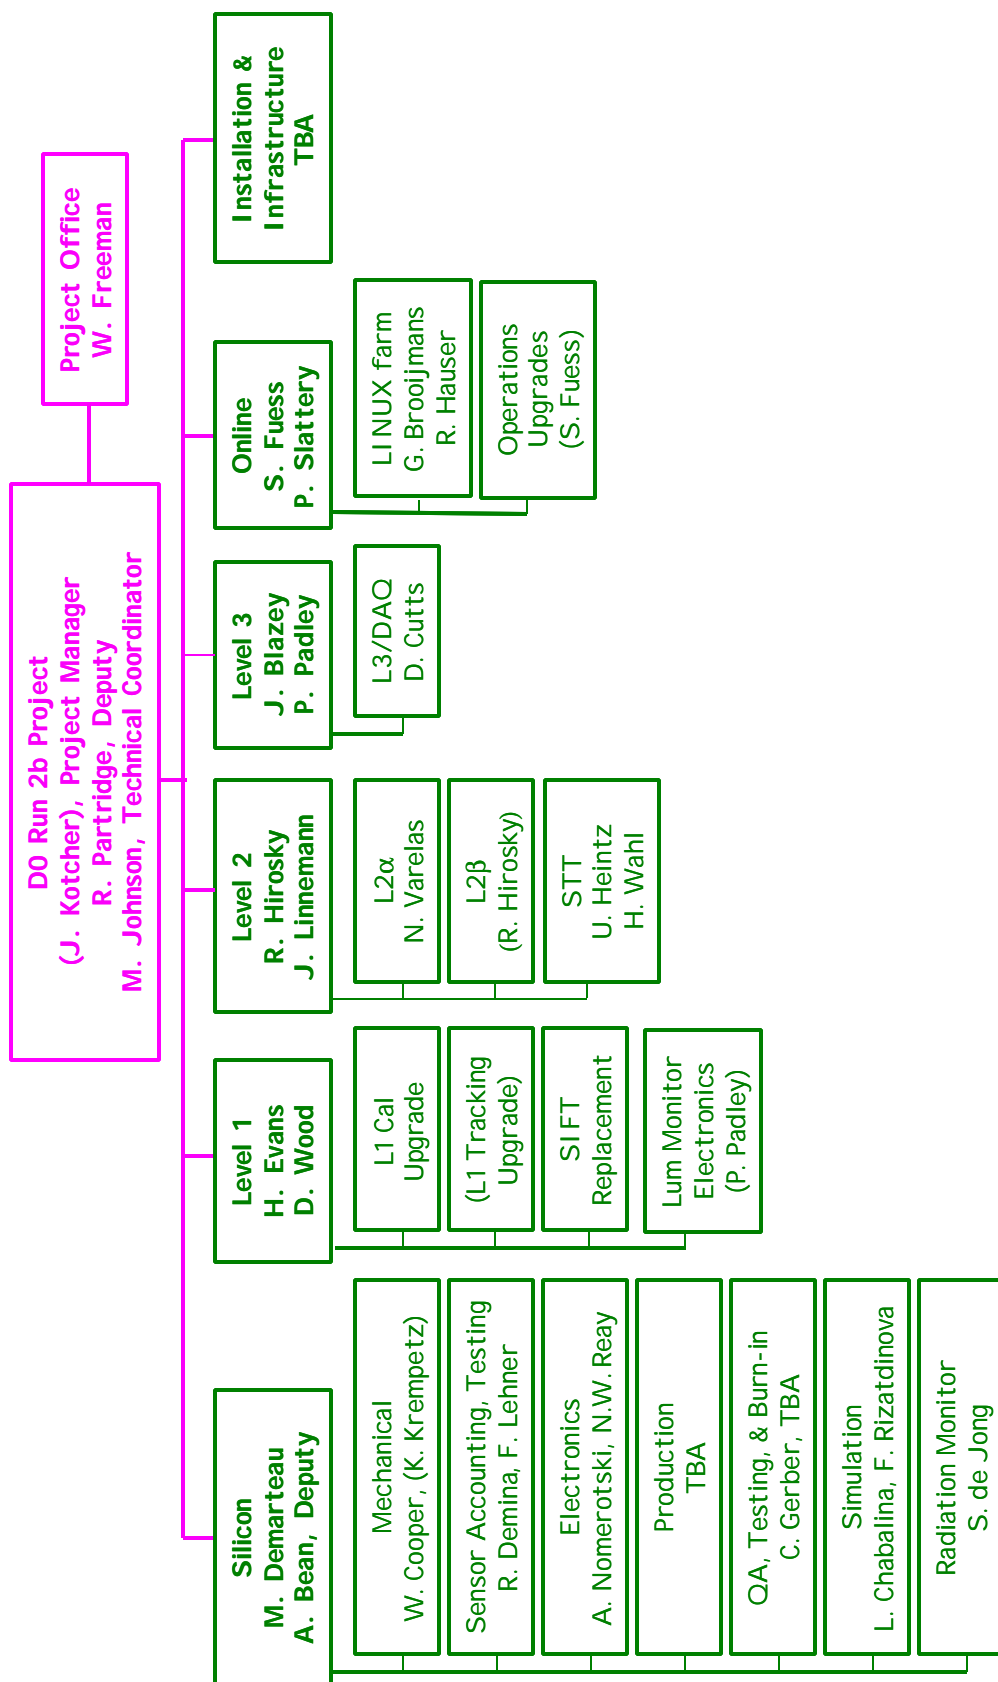 D0 Run 2b Project
(J. Kotcher), Project Manager
R. Partridge, Deputy
M. Johnson, Technical Coordinator
Project Office
W. Freeman
Silicon
M. Demarteau
A. Bean, Deputy
Mechanical
W. Cooper, (K. Krempetz)
Sensor Accounting, Testing
R. Demina, F. Lehner
Electronics
A. Nomerotski, N.W. Reay
Production
TBA
QA, Testing, & Burn-in
C. Gerber, TBA
Simulation
L. Chabalina, F. Rizatdinova
Radiation Monitor
S. de Jong
Level 1
H. Evans
D. Wood
L1 Cal
Upgrade
(L1 Tracking
Upgrade)
SIFT
Replacement
Lum Monitor
Electronics
(P. Padley)
Level 2
R. Hirosky
J. Linnemann
L2α
N. Varelas
L2β
(R. Hirosky)
STT
U. Heintz
H. Wahl
Level 3
J. Blazey
P. Padley
L3/DAQ
D. Cutts
Online
S. Fuess
P. Slattery
LINUX farm
G. Brooijmans
R. Hauser
Operations
Upgrades
(S. Fuess)
Installation &
Infrastructure
TBA